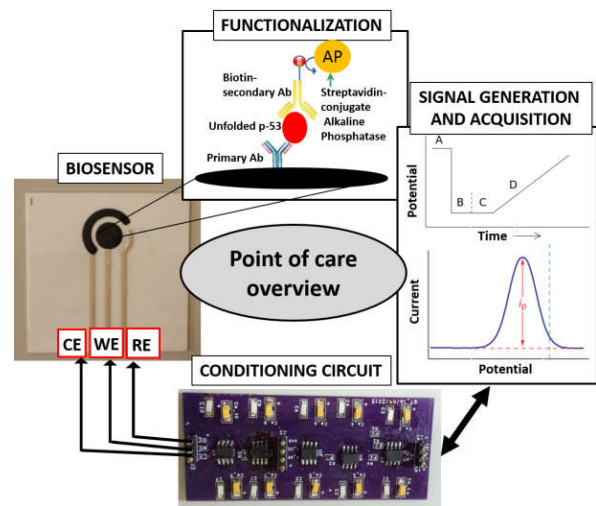 FUNCTIONALIZATION
B
AP
Biotin-
secondary Ab
Streptavidin-
conjugate
Alkaline
Phosphatase
Unfolded p-53
Primary Ab
BIOSENSOR
SIGNAL GENERATION
AND ACQUISITION
Potential
A
B
C
D
Time
Current
ip
Potential
Point of care
overview
CE WE RE
CONDITIONING CIRCUIT